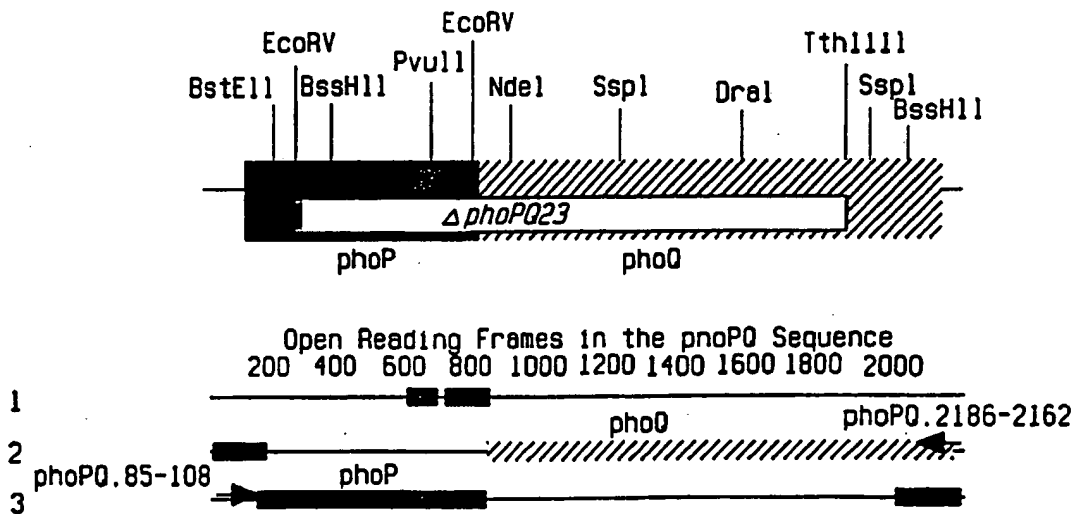 EcoRV
EcoRV Tth111I
BstEll BssHll Pvull Ndel Sspl Dral Sspl BssHll
Δ phoPQ23
phoP phoQ
Open Reading Frames in the pnoPQ Sequence
200 400 600 800 1000 1200 1400 1600 1800 2000
1
phoQ phoPQ.2186-2162
2
phoPQ.85-108 phoP
3